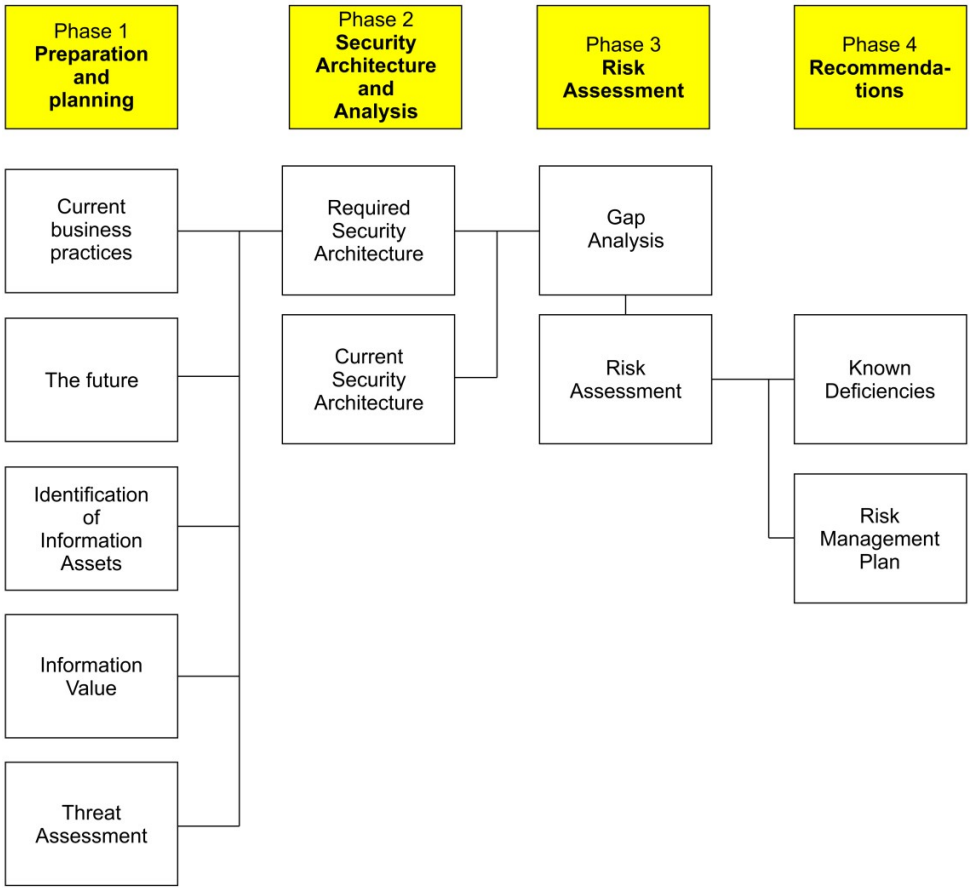 Phase 1
Preparation
and
planning
Phase 2
Security
Architecture
and
Analysis
Phase 3
Risk
Assessment
Phase 4
Recommenda-
tions
Current
business
practices
The future
Identification
of
Information
Assets
Information
Value
Threat
Assessment
Required
Security
Architecture
Current
Security
Architecture
Gap
Analysis
Risk
Assessment
Known
Deficiencies
Risk
Management
Plan